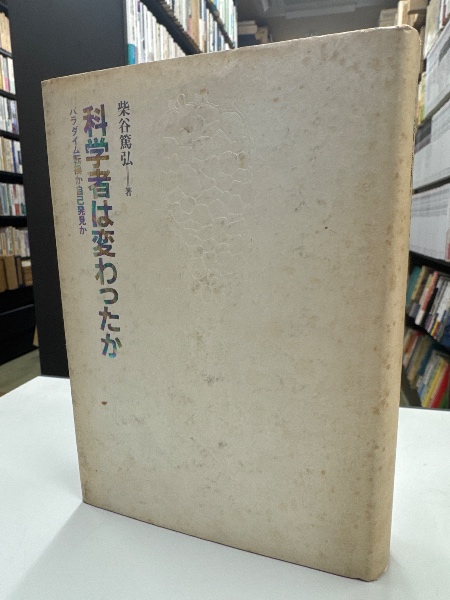 柴谷篤弘—著
科学者は変わったか
パラダイム転換か自己発見か